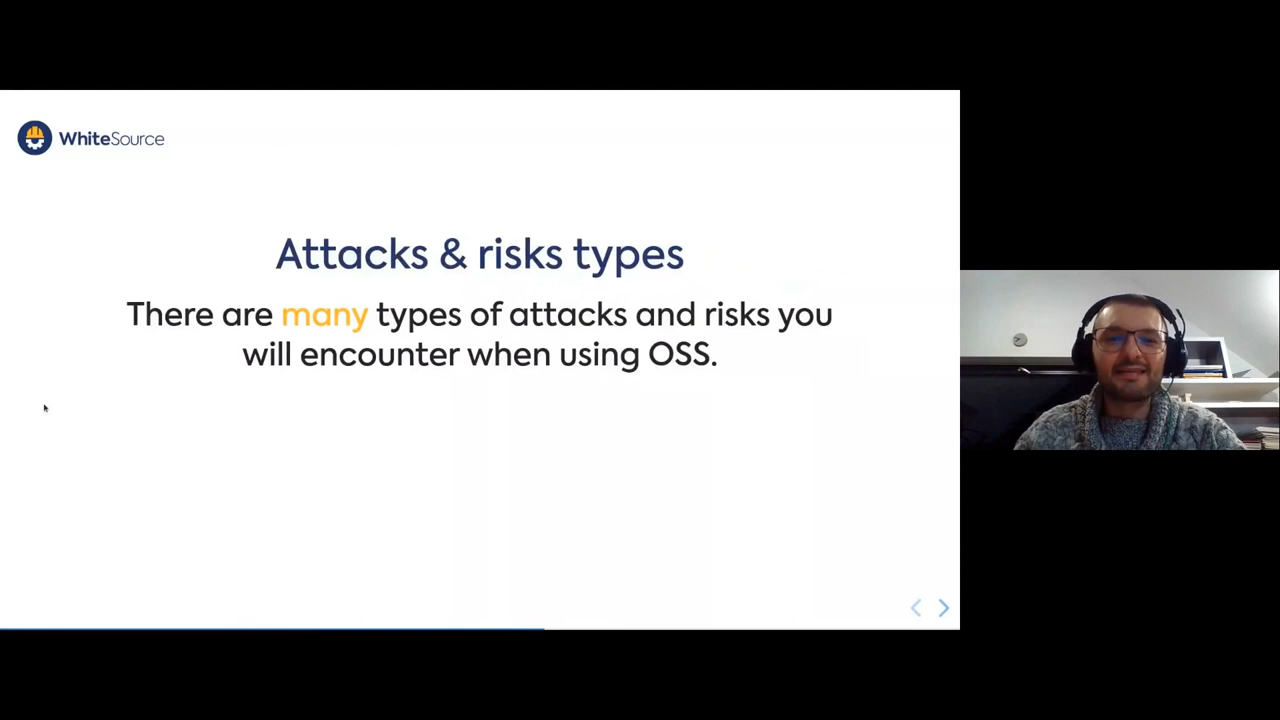 WhiteSource
Attacks & risks types
There are many types of attacks and risks you
will encounter when using OSS.